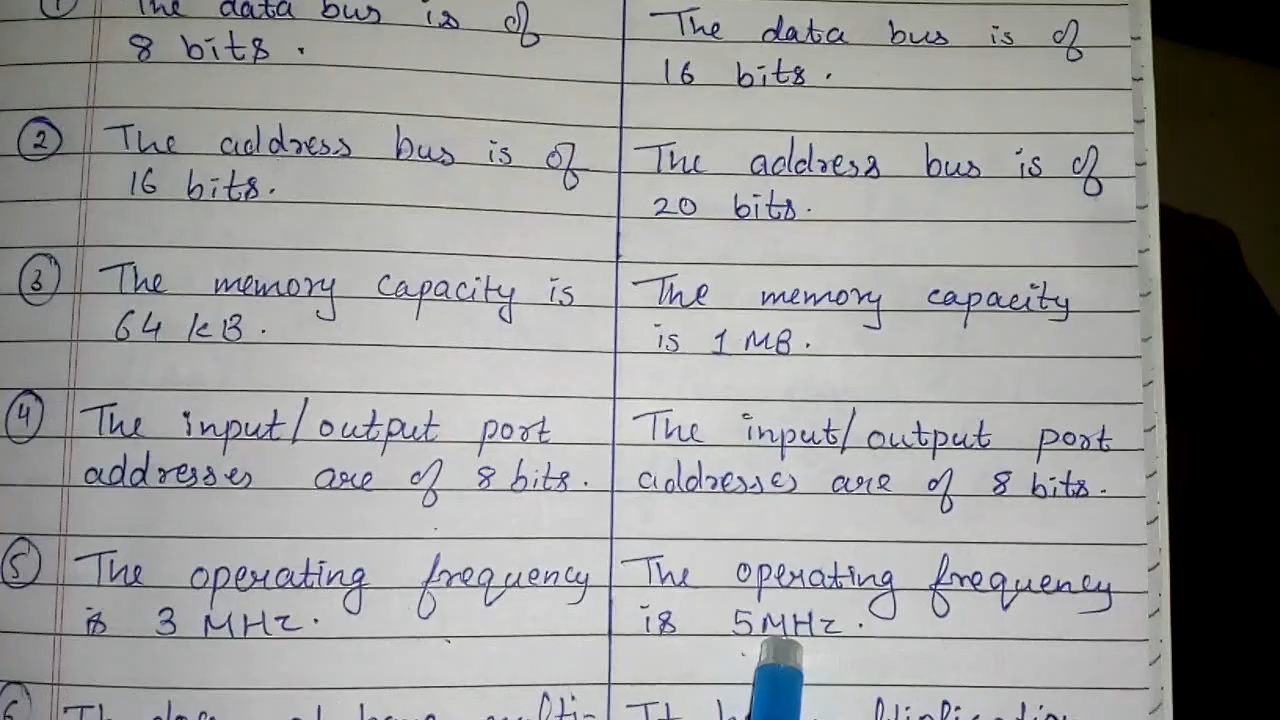 ① The data bus is of
8 bits.
The data bus is of
16 bits.
② The address bus is of
16 bits.
The address bus is of
20 bits.
③ The memory capacity is
64 kB.
The memory capacity
is 1 MB.
④ The input/output port
addresses are of 8 bits.
The input/output port
addresses are of 8 bits.
⑤ The operating frequency
is 3 MHz.
The operating frequency
is 5MHz.